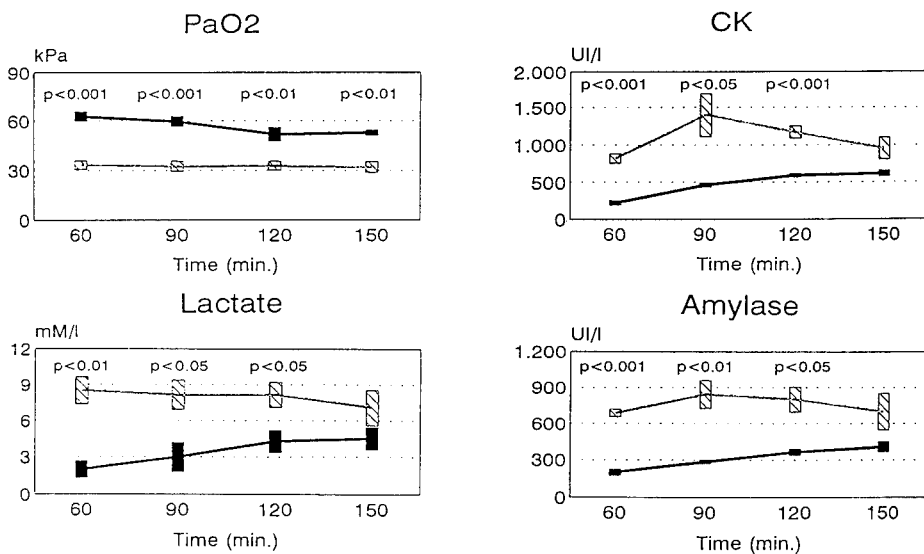 PaO2
kPa
90
60
30
0
p<0.001 p<0.001 p<0.01 p<0.01
60 90 120 150
Time (min.)
CK
UI/l
2.000
1.500
1.000
500
0
p<0.001 p<0.05 p<0.001
60 90 120 150
Time (min.)
Lactate
mM/l
12
9
6
3
0
p<0.01 p<0.05 p<0.05
60 90 120 150
Time (min.)
Amylase
UI/l
1.200
900
600
300
0
p<0.001 p<0.01 p<0.05
60 90 120 150
Time (min.)